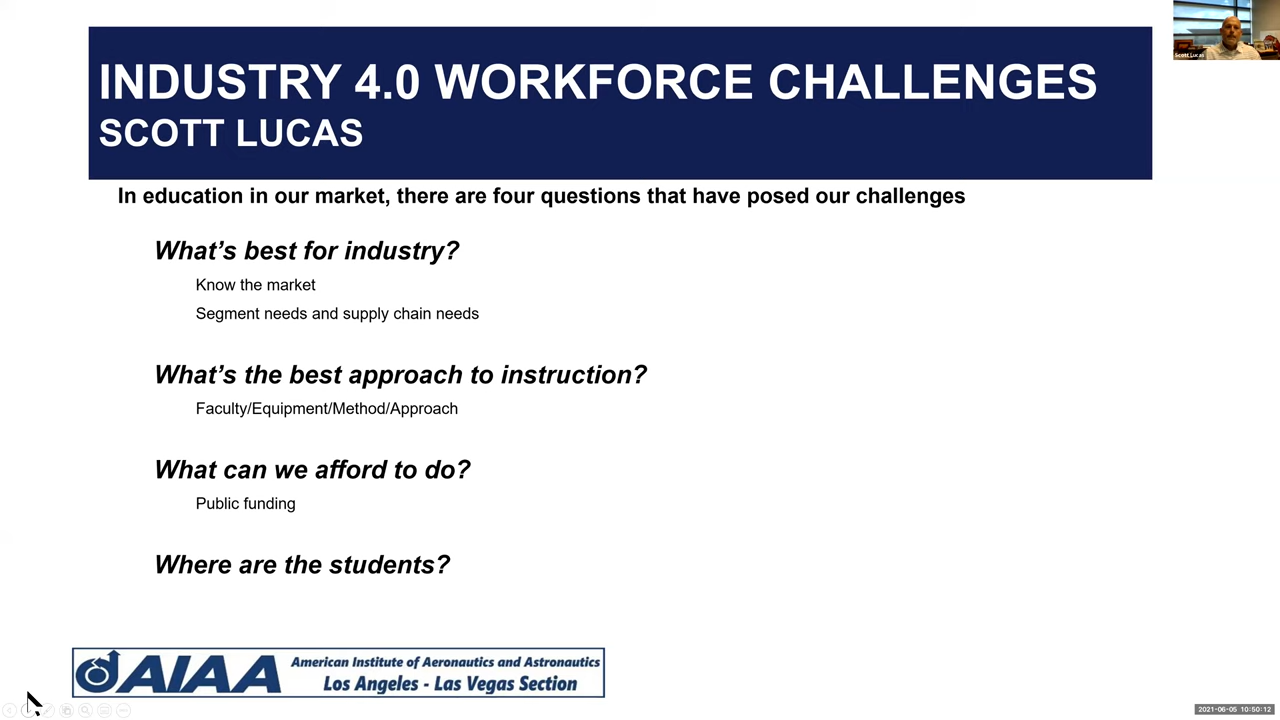 INDUSTRY 4.0 WORKFORCE CHALLENGES
SCOTT LUCAS
Scott Lucas
In education in our market, there are four questions that have posed our challenges
What's best for industry?
Know the market
Segment needs and supply chain needs
What's the best approach to instruction?
Faculty/Equipment/Method/Approach
What can we afford to do?
Public funding
Where are the students?
AIAA
American Institute of Aeronautics and Astronautics
Los Angeles - Las Vegas Section
2021-06-05 10:50:12